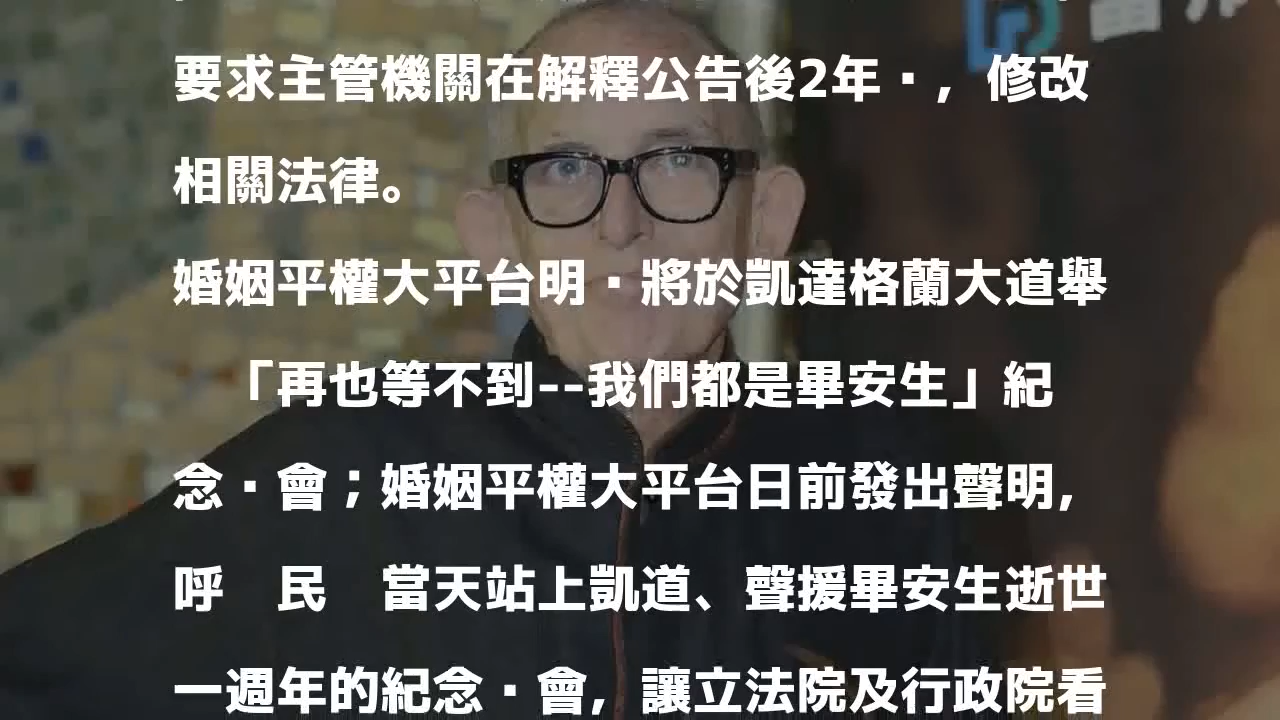 要求主管機關在解釋公告後2年·，修改
相關法律。
婚姻平權大平台明·將於凱達格蘭大道舉
「再也等不到--我們都是畢安生」紀
念·會；婚姻平權大平台日前發出聲明，
呼　民　當天站上凱道、聲援畢安生逝世
一週年的紀念·會，讓立法院及行政院看